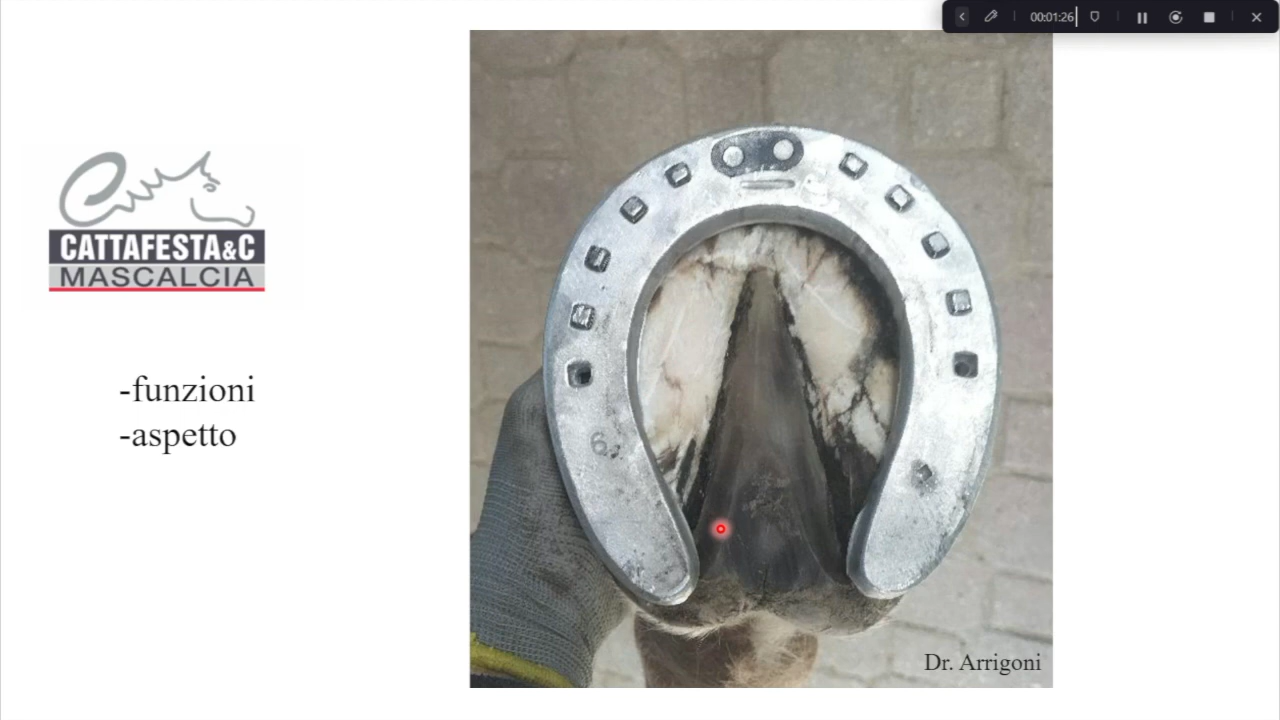 00:01:26
CATTAFESTA&C
MASCALCIA
-funzioni
-aspetto
6
Dr. Arrigoni